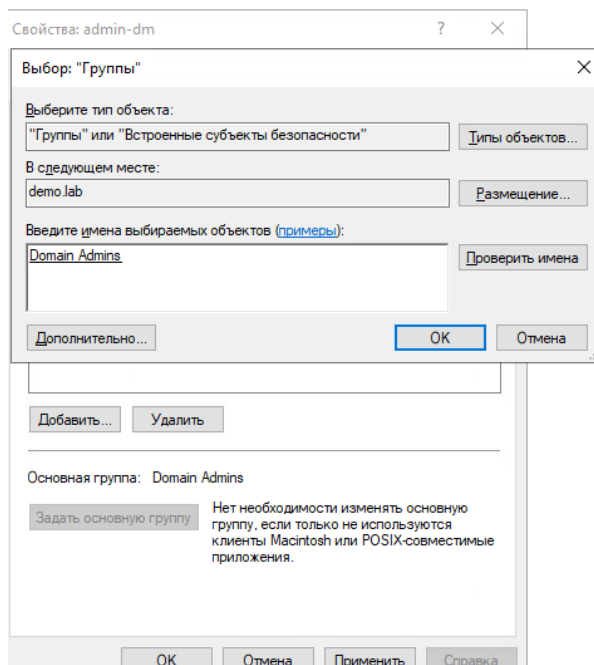 Свойства: admin-dm
Выбор: "Группы"
Выберите тип объекта:
"Группы" или "Встроенные субъекты безопасности"
Типы объектов...
В следующем месте:
demo.lab
Размещение...
Введите имена выбираемых объектов (примеры):
Domain Admins
Проверить имена
Дополнительно...
OK
Отмена
Добавить...
Удалить
Основная группа: Domain Admins
Задать основную группу
Нет необходимости изменять основную
группу, если только не используются
клиенты Macintosh или POSIX-совместимые
приложения.
OK
Отмена
Применить
Справка